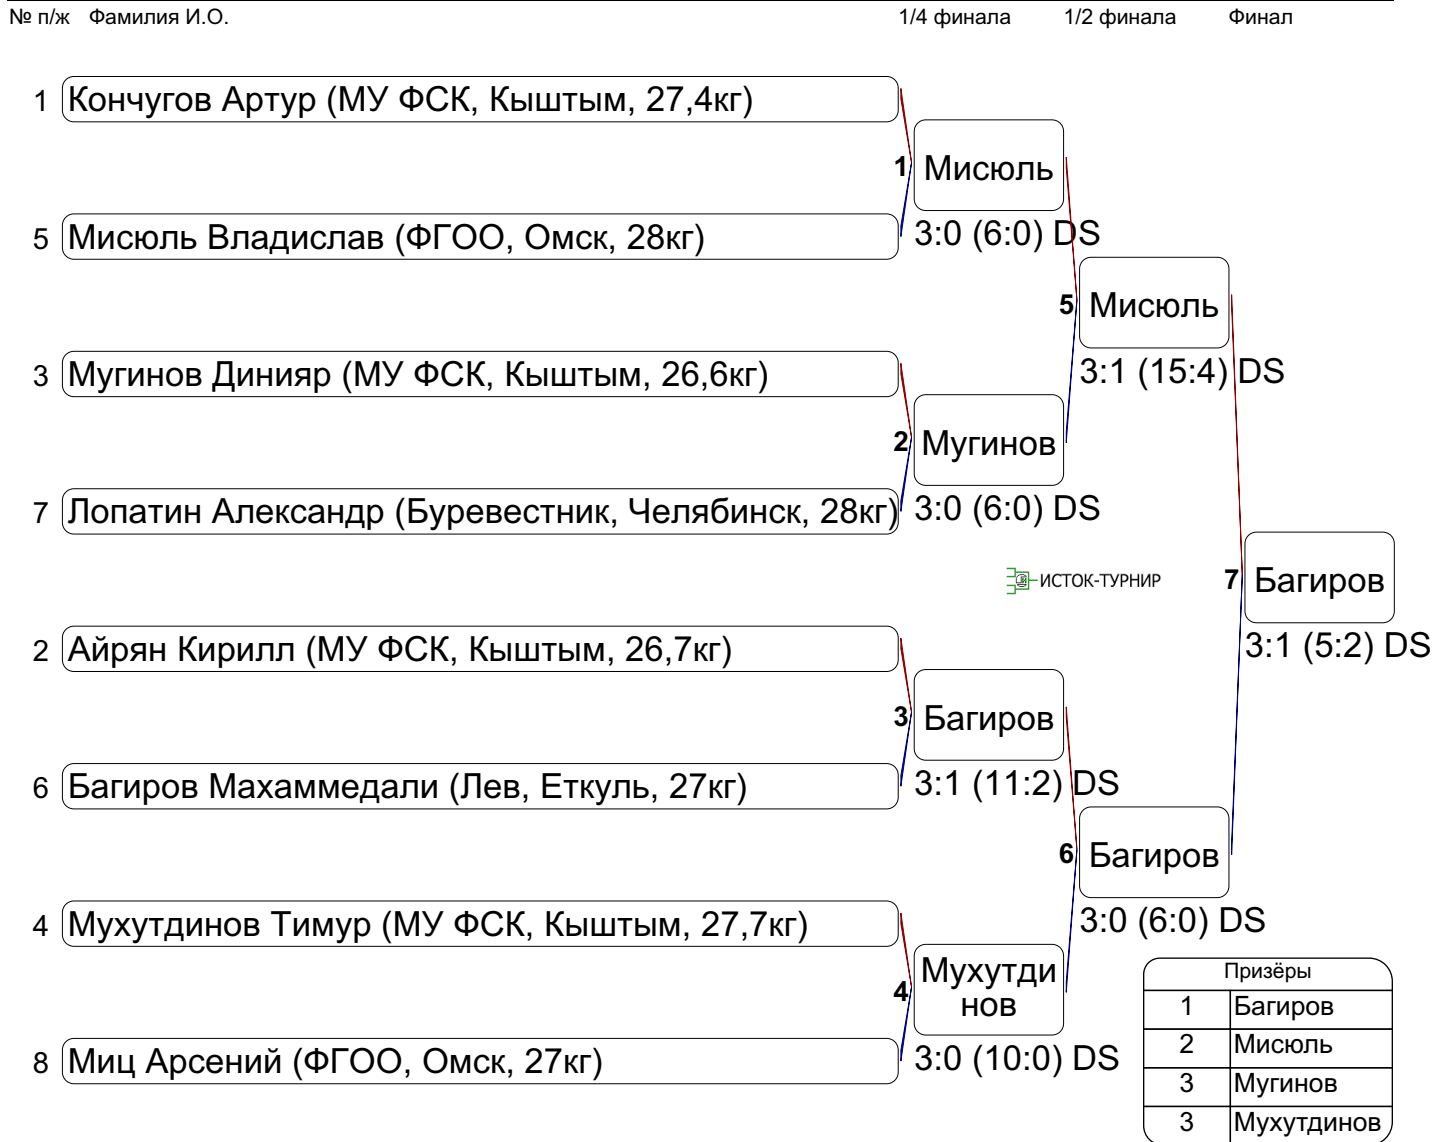 № п/ж Фамилия И.О. 1/4 финала 1/2 финала Финал
1 Кончугов Артур (МУ ФСК, Кыштым, 27,4кг)
1 Мисюль
5 Мисюль Владислав (ФГОО, Омск, 28кг) 3:0 (6:0) DS
5 Мисюль
3 Мугинов Динияр (МУ ФСК, Кыштым, 26,6кг) 3:1 (15:4) DS
2 Мугинов
7 Лопатин Александр (Буревестник, Челябинск, 28кг) 3:0 (6:0) DS
ИСТОК-ТУРНИР 7 Багиров
2 Айрян Кирилл (МУ ФСК, Кыштым, 26,7кг) 3:1 (5:2) DS
3 Багиров
6 Багиров Махаммедали (Лев, Еткуль, 27кг) 3:1 (11:2) DS
6 Багиров
4 Мухутдинов Тимур (МУ ФСК, Кыштым, 27,7кг) 3:0 (6:0) DS
4 Мухутди
нов
8 Миц Арсений (ФГОО, Омск, 27кг) 3:0 (10:0) DS
Призёры
1 Багиров
2 Мисюль
3 Мугинов
3 Мухутдинов